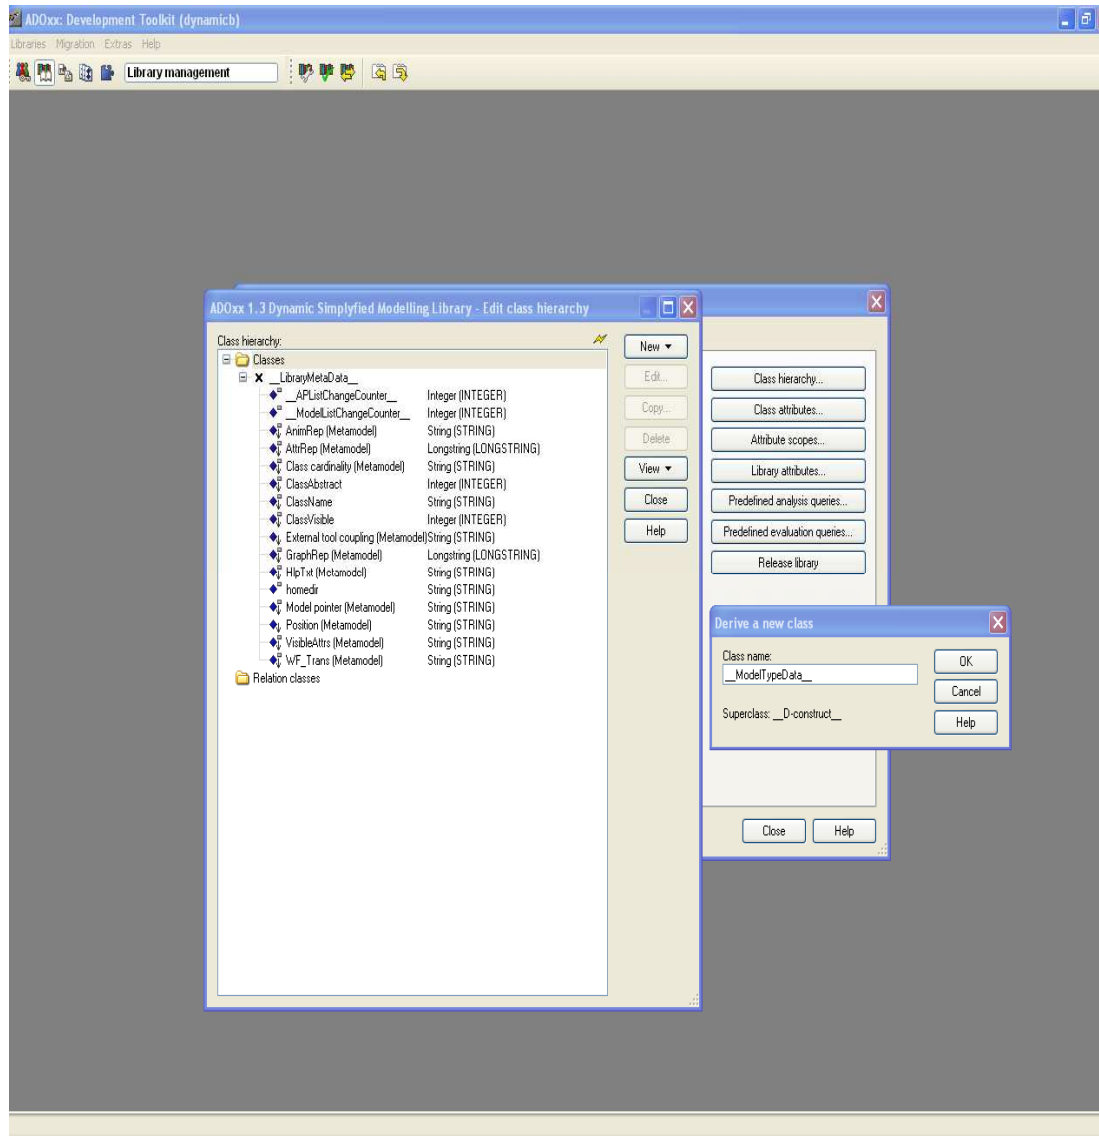 ADOxx: Development Toolkit (dynamicb)
Libraries Migration Extras Help
Library management
ADOxx 1.3 Dynamic Simplyfied Modelling Library - Edit class hierarchy
Class hierarchy:
Classes
__LibraryMetaData__
__APListChangeCounter__ Integer (INTEGER)
__ModelListChangeCounter__ Integer (INTEGER)
AnimRep (Metamodel) String (STRING)
AttrRep (Metamodel) Longstring (LONGSTRING)
Class cardinality (Metamodel) String (STRING)
ClassAbstract Integer (INTEGER)
ClassName String (STRING)
ClassVisible Integer (INTEGER)
External tool coupling (Metamodel) String (STRING)
GraphRep (Metamodel) Longstring (LONGSTRING)
HlpTxt (Metamodel) String (STRING)
homedir String (STRING)
Model pointer (Metamodel) String (STRING)
Position (Metamodel) String (STRING)
VisibleAttrs (Metamodel) String (STRING)
WF_Trans (Metamodel) String (STRING)
Relation classes
New
Edit...
Copy...
Delete
View
Close
Help
Class hierarchy...
Class attributes...
Attribute scopes...
Library attributes...
Predefined analysis queries...
Predefined evaluation queries...
Release library
Derive a new class
Class name:
__ModelTypeData__
Superclass: __D-construct__
OK
Cancel
Help
Close Help